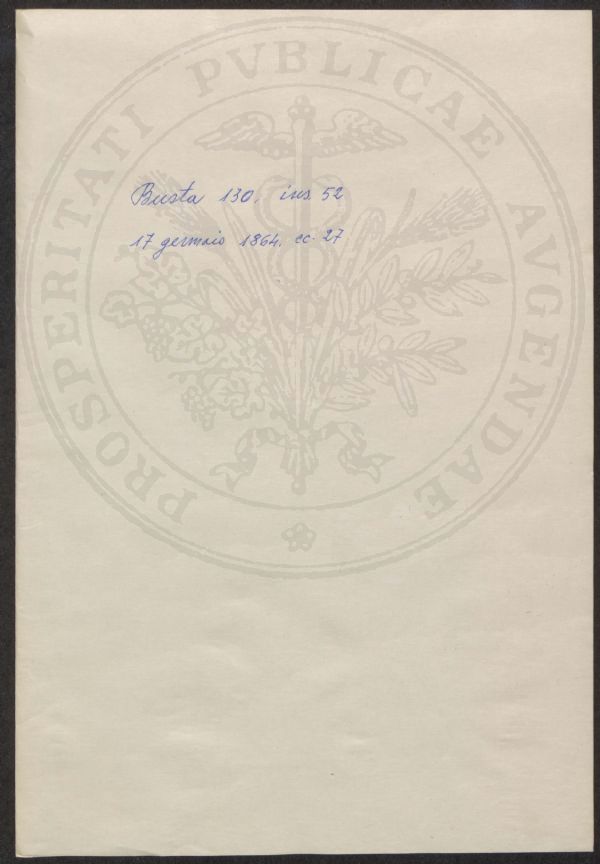 PROSPERITATI PVBLICAE AVGENDAE
Busta 130, ins. 52
17 gennaio 1864, cc. 27